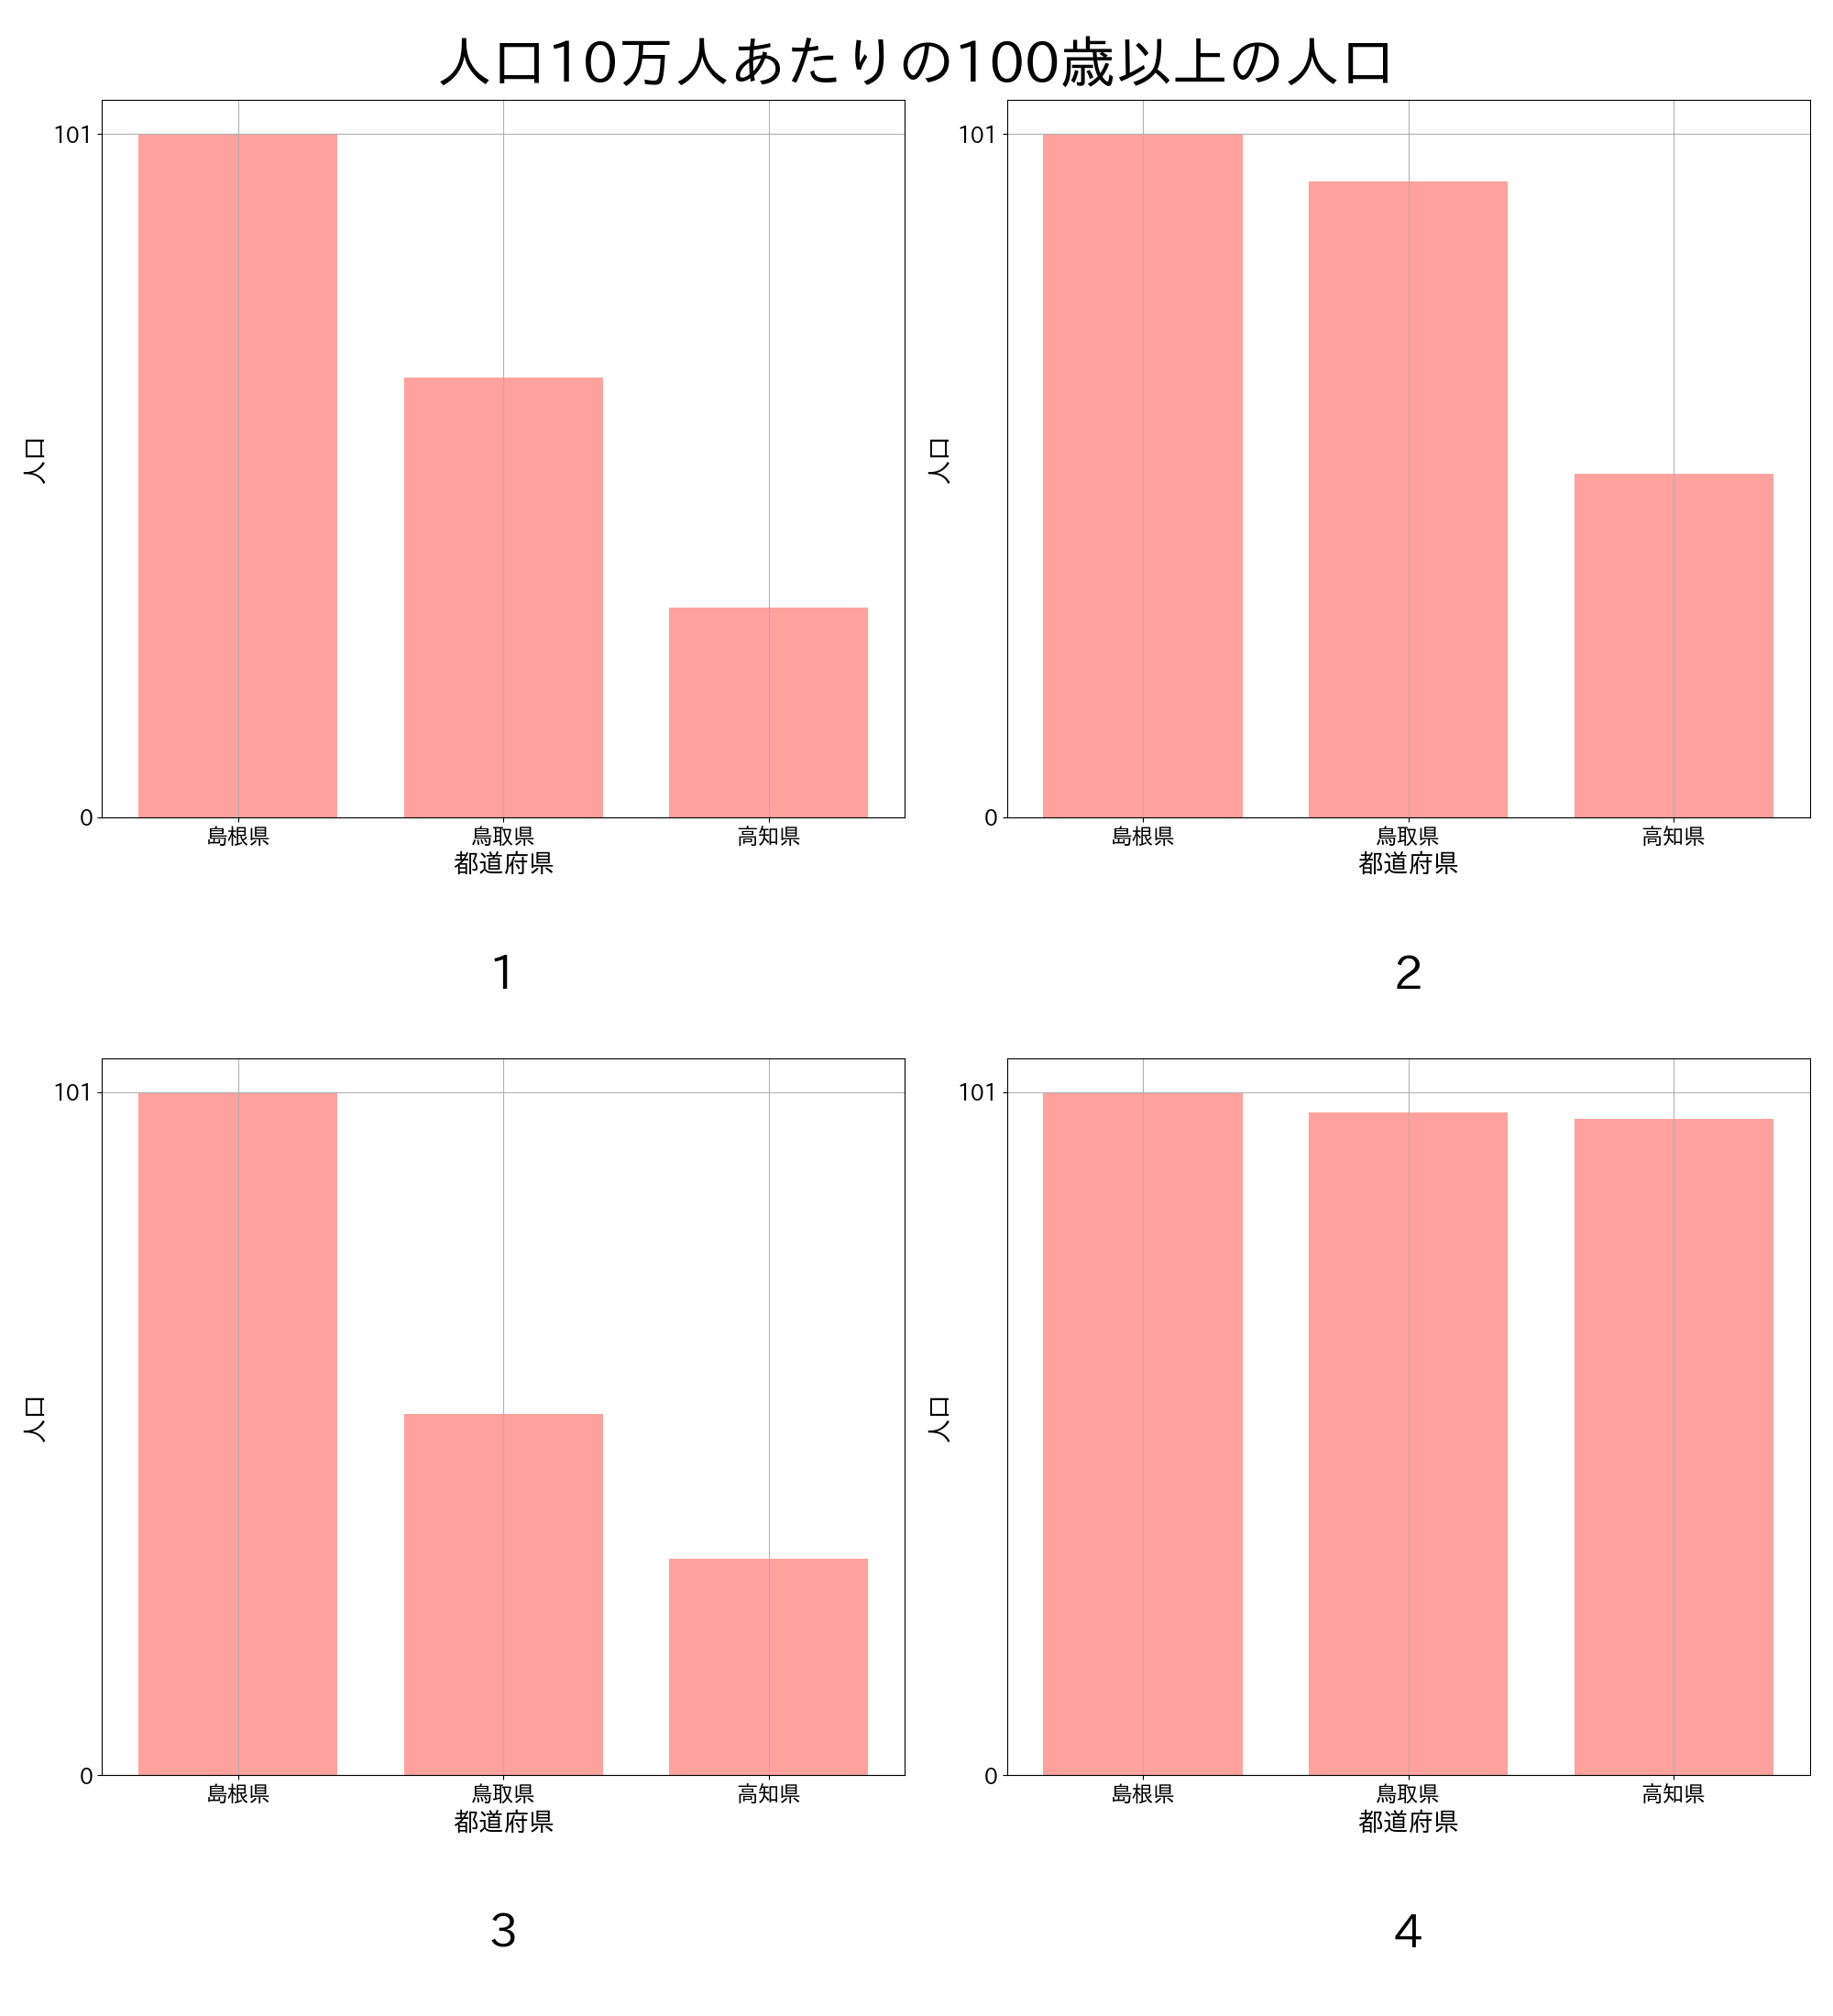 人口10万人あたりの100歳以上の人口
101
0
人口
島根県 鳥取県 高知県
都道府県
1
101
0
人口
島根県 鳥取県 高知県
都道府県
2
101
0
人口
島根県 鳥取県 高知県
都道府県
3
101
0
人口
島根県 鳥取県 高知県
都道府県
4